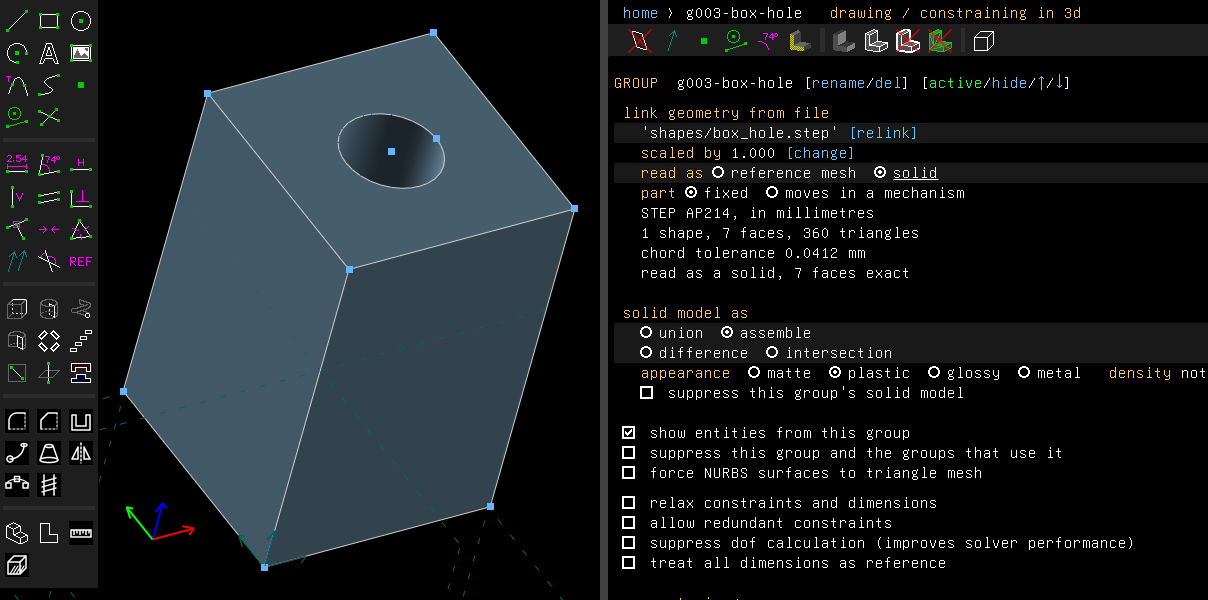 home 〉 g003-box-hole drawing / constraining in 3d
74°
GROUP g003-box-hole [rename/del] [active/hide/↑/↓]
link geometry from file
'shapes/box_hole.step' [relink]
scaled by 1.000 [change]
read as reference mesh solid
part fixed moves in a mechanism
STEP AP214, in millimetres
1 shape, 7 faces, 360 triangles
chord tolerance 0.0412 mm
read as a solid, 7 faces exact
solid model as
union assemble
difference intersection
appearance matte plastic glossy metal density not
suppress this group's solid model
show entities from this group
suppress this group and the groups that use it
force NURBS surfaces to triangle mesh
relax constraints and dimensions
allow redundant constraints
suppress dof calculation (improves solver performance)
treat all dimensions as reference
A
T
2.54 74° H
V
REF